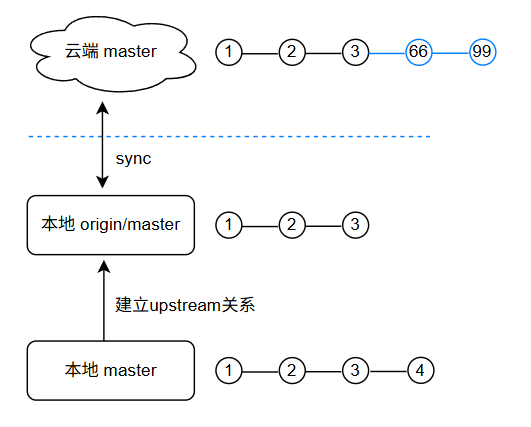 云端 master
1 2 3 66 99
sync
本地 origin/master
1 2 3
建立upstream关系
本地 master
1 2 3 4